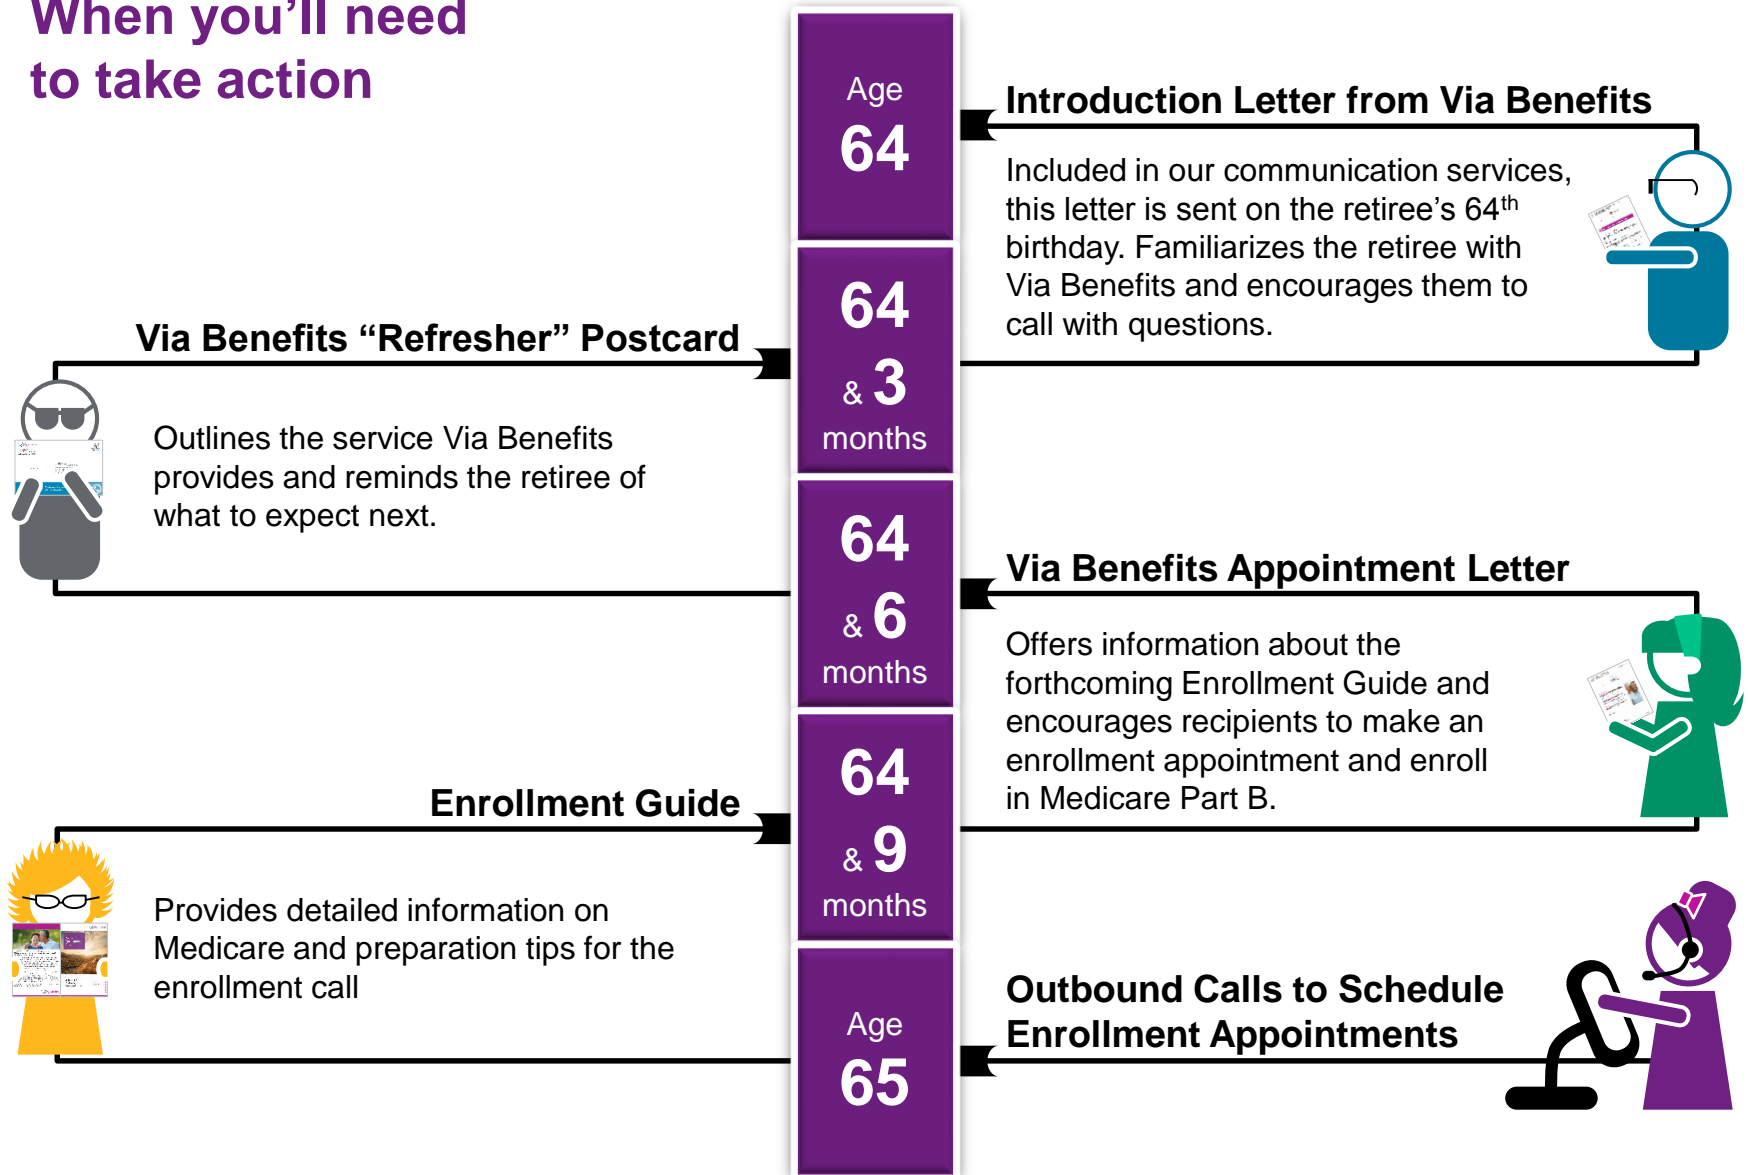 When you'll need
to take action
Age
64
Introduction Letter from Via Benefits
Included in our communication services,
this letter is sent on the retiree's 64th
birthday. Familiarizes the retiree with
Via Benefits and encourages them to
call with questions.
64
& 3
months
Via Benefits “Refresher” Postcard
Outlines the service Via Benefits
provides and reminds the retiree of
what to expect next.
64
& 6
months
Via Benefits Appointment Letter
Offers information about the
forthcoming Enrollment Guide and
encourages recipients to make an
enrollment appointment and enroll
in Medicare Part B.
64
& 9
months
Enrollment Guide
Provides detailed information on
Medicare and preparation tips for the
enrollment call
Age
65
Outbound Calls to Schedule
Enrollment Appointments